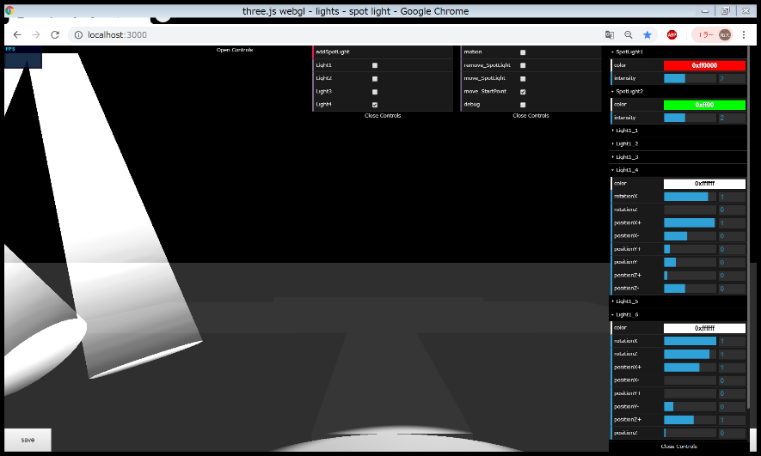 three.js webgl - lights - spot light - Google Chrome
localhost:3000
ABP
エラー
FPS
Open Controls
addSpotLight
Light1
Light2
Light3
Light4
Close Controls
motion
remove_SpotLight
move_SpotLight
move_StartPoint
debug
Close Controls
SpotLight1
color 0xff0000
intensity 2
SpotLight2
color 0xff00
intensity 2
Light1_1
Light1_2
Light1_3
Light1_4
color 0xffffff
rotationX 1
rotationZ 0
positionX+ 1
positionX- 0
positionY+ 0
positionY- 0
positionZ+ 0
positionZ- 0
Light1_5
Light1_6
color 0xffffff
rotationX 1
rotationZ 1
positionX+ 1
positionX- 0
positionY+ 0
positionY- 0
positionZ+ 1
positionZ- 0
Close Controls
save